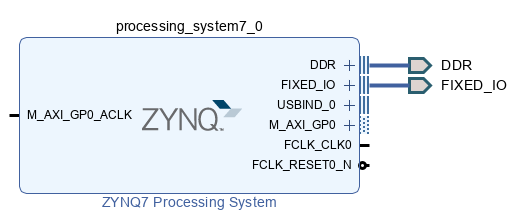 processing_system7_0
DDR
FIXED_IO
USBIND_0
M_AXI_GP0
FCLK_CLK0
FCLK_RESET0_N
M_AXI_GP0_ACLK
ZYNQ
DDR
FIXED_IO
ZYNQ7 Processing System